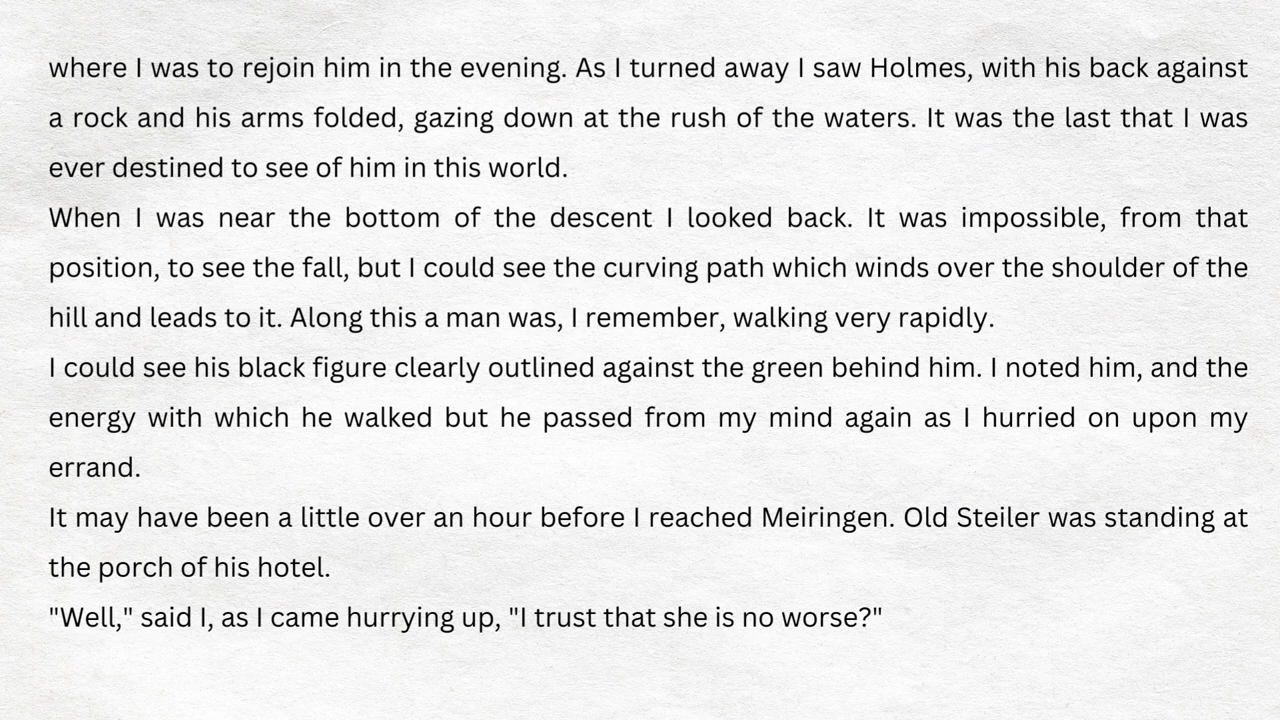 where I was to rejoin him in the evening. As I turned away I saw Holmes, with his back against
a rock and his arms folded, gazing down at the rush of the waters. It was the last that I was
ever destined to see of him in this world.
When I was near the bottom of the descent I looked back. It was impossible, from that
position, to see the fall, but I could see the curving path which winds over the shoulder of the
hill and leads to it. Along this a man was, I remember, walking very rapidly.
I could see his black figure clearly outlined against the green behind him. I noted him, and the
energy with which he walked but he passed from my mind again as I hurried on upon my
errand.
It may have been a little over an hour before I reached Meiringen. Old Steiler was standing at
the porch of his hotel.
"Well," said I, as I came hurrying up, "I trust that she is no worse?"